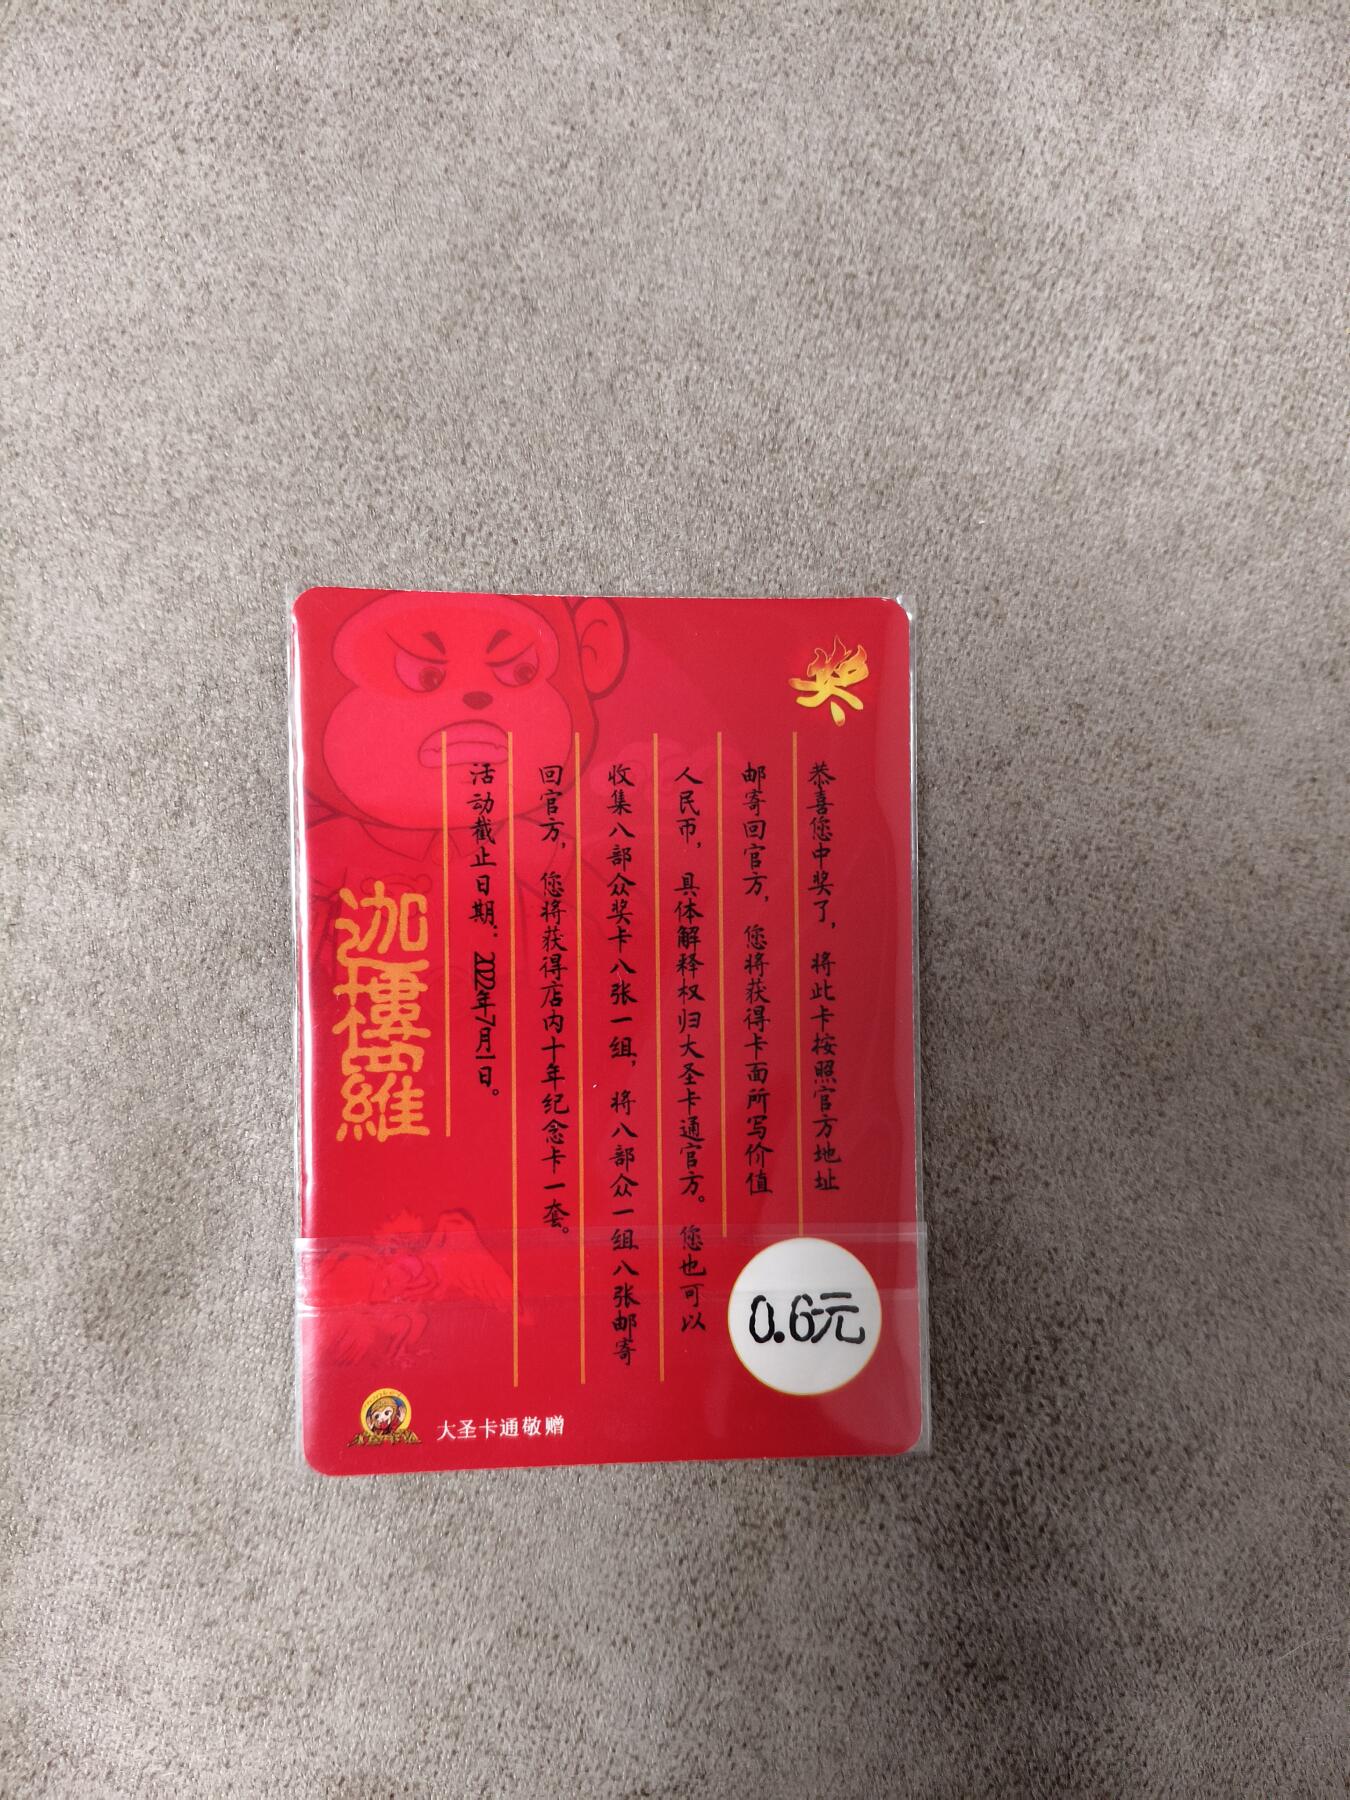 奖
恭喜您中奖了，将此卡按照官方地址
邮寄回官方，您将获得卡面所写价值
人民币，具体解释权归大圣卡通官方。您也可以
收集八部众奖卡八张一组，将八部众一组八张邮寄
回官方，您将获得店内十年纪念卡一套。
活动截止日期：2022年7月1日。
迦樓羅
0.6元
大圣卡通敬赠